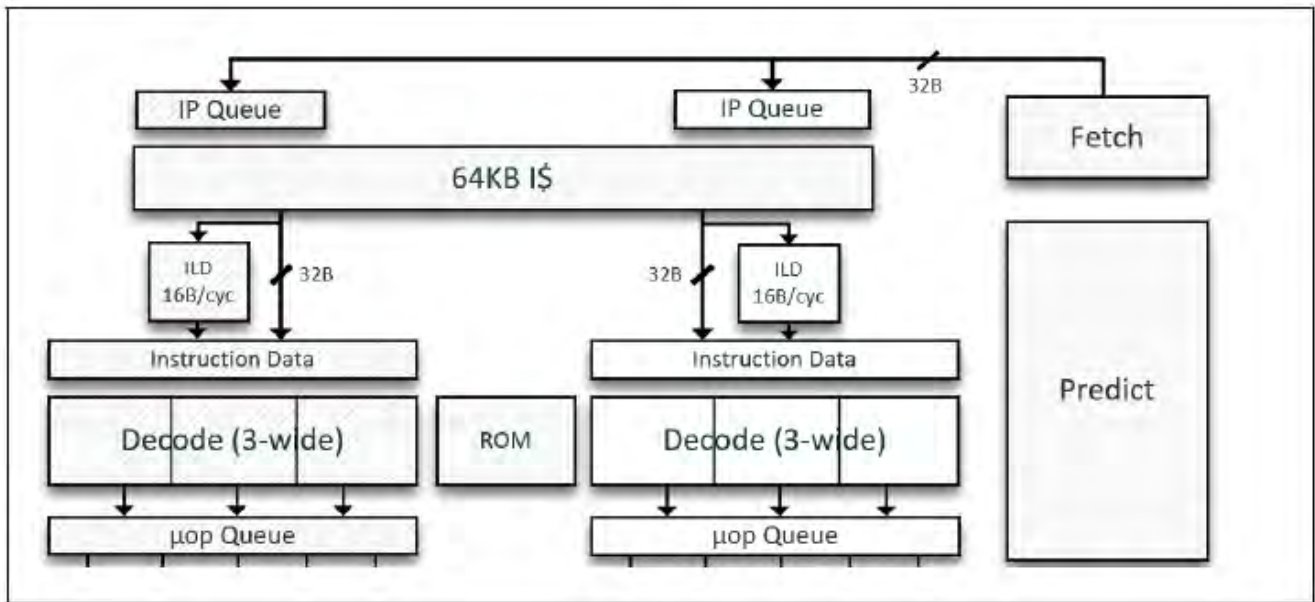 32B
IP Queue
IP Queue
Fetch
64KB I$
ILD
16B/cyc
32B
32B
ILD
16B/cyc
Instruction Data
Instruction Data
Predict
Decode (3-wide)
ROM
Decode (3-wide)
µop Queue
µop Queue